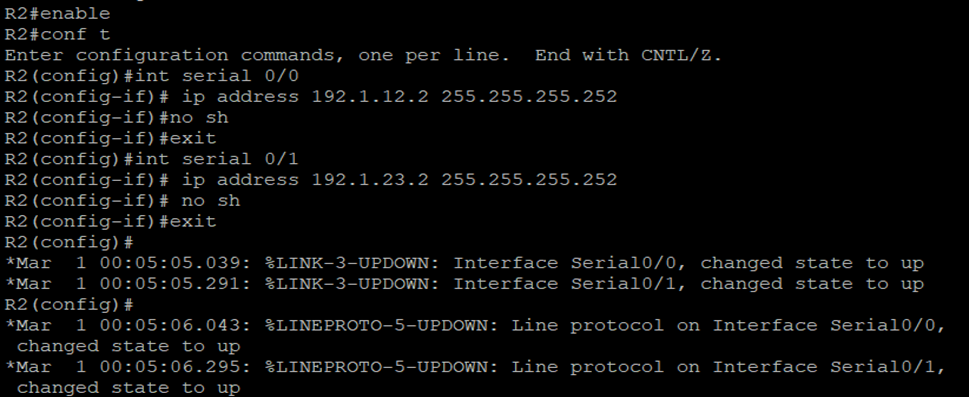 R2#enable
R2#conf t
Enter configuration commands, one per line.  End with CNTL/Z.
R2(config)#int serial 0/0
R2(config-if)# ip address 192.1.12.2 255.255.255.252
R2(config-if)#no sh
R2(config-if)#exit
R2(config)#int serial 0/1
R2(config-if)# ip address 192.1.23.2 255.255.255.252
R2(config-if)# no sh
R2(config-if)#exit
R2(config)#
*Mar  1 00:05:05.039: %LINK-3-UPDOWN: Interface Serial0/0, changed state to up
*Mar  1 00:05:05.291: %LINK-3-UPDOWN: Interface Serial0/1, changed state to up
R2(config)#
*Mar  1 00:05:06.043: %LINEPROTO-5-UPDOWN: Line protocol on Interface Serial0/0,
 changed state to up
*Mar  1 00:05:06.295: %LINEPROTO-5-UPDOWN: Line protocol on Interface Serial0/1,
 changed state to up